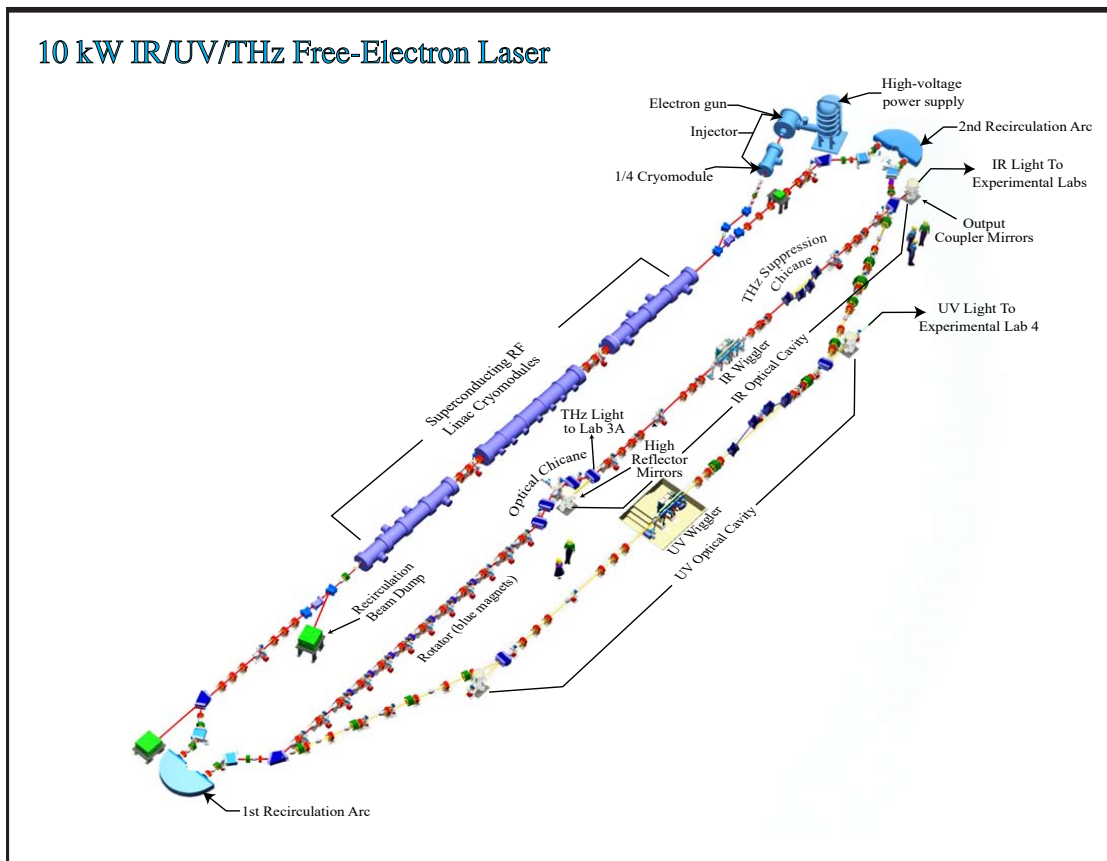 10 kW IR/UV/THz Free-Electron Laser
High-voltage
power supply
Electron gun
Injector
1/4 Cryomodule
2nd Recirculation Arc
IR Light To
Experimental Labs
Output
Coupler Mirrors
THz Suppression
Chicane
UV Light To
Experimental Lab 4
IR Wiggler
IR Optical Cavity
Superconducting RF
Linac Cryomodules
THz Light
to Lab 3A
High
Reflector
Mirrors
Optical Chicane
UV Wiggler
UV Optical Cavity
Recirculation
Beam Dump
Rotator (blue magnets)
1st Recirculation Arc